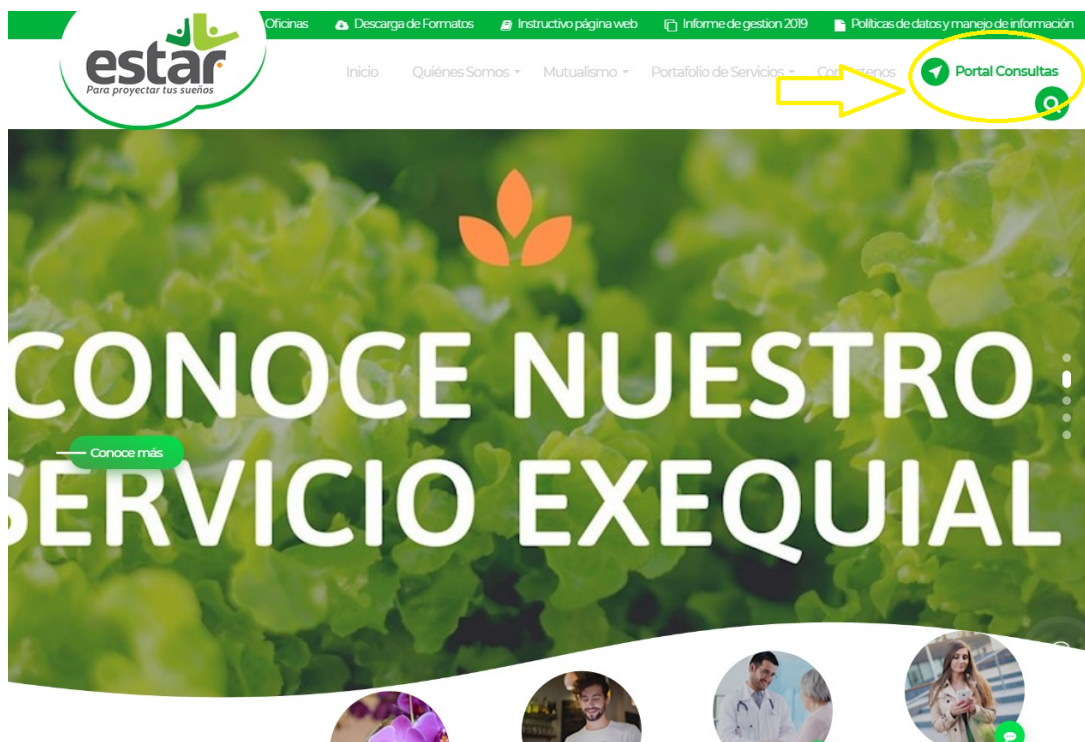 Oficinas Descarga de Formatos Instructivo página web Informe de gestion 2019 Políticas de datos y manejo de información
estar
Para proyectar tus sueños
Inicio Quiénes Somos Mutualismo Portafolio de Servicios Portal Consultas
CONOCE NUESTRO
Conoce más
SERVICIO EXEQUIAL